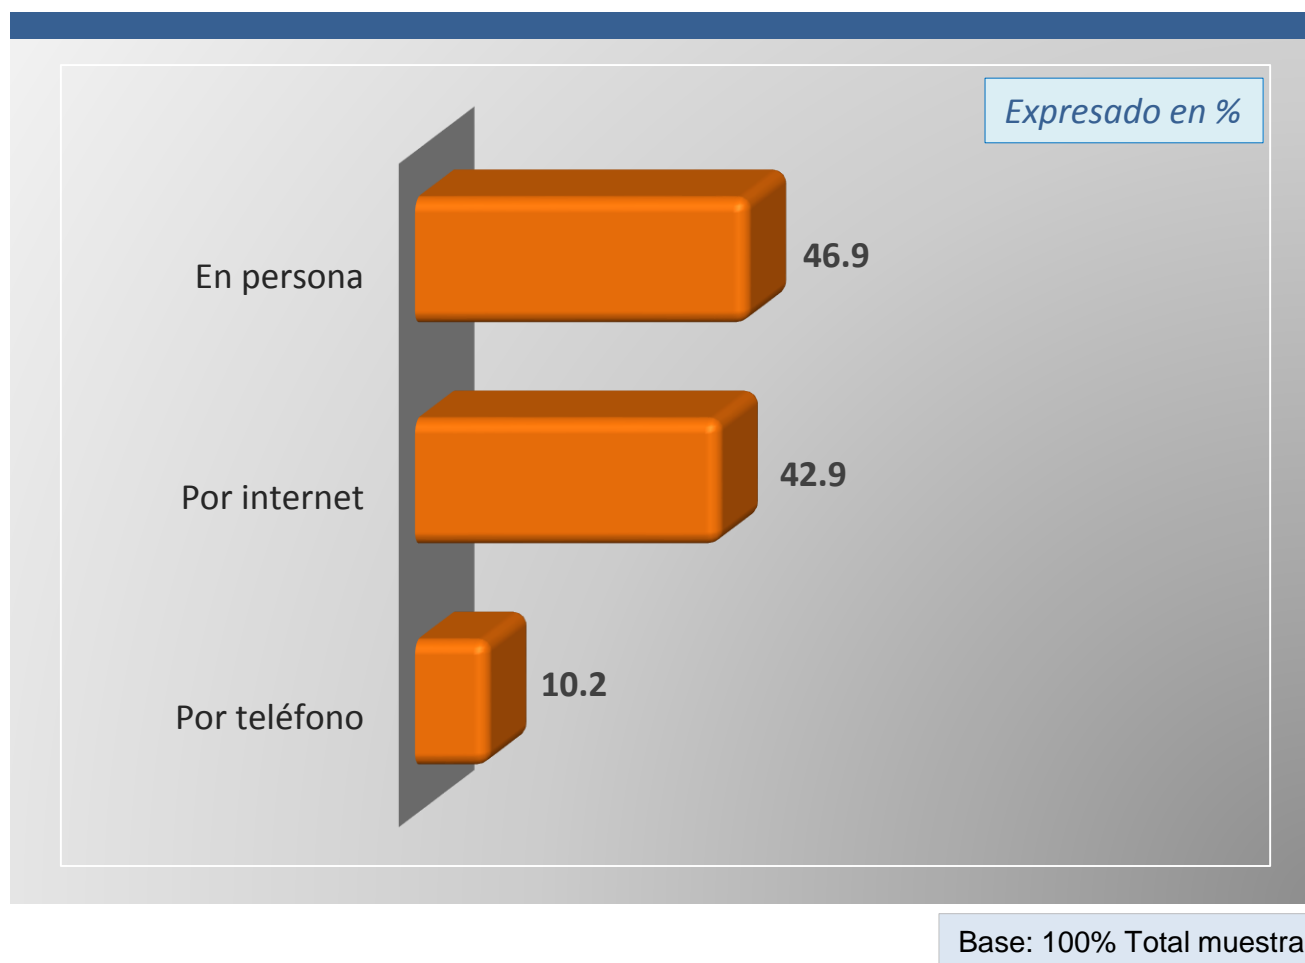 Expresado en %
En persona
46.9
Por internet
42.9
Por teléfono
10.2
Base: 100% Total muestra